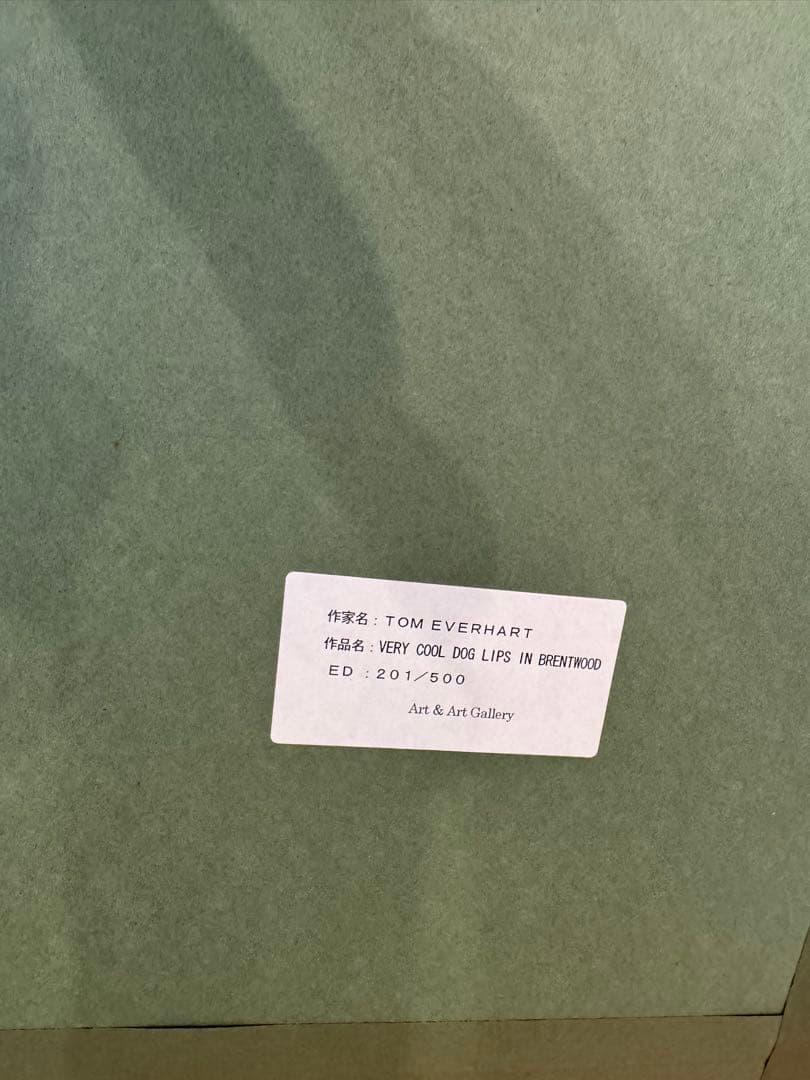 作家名：ＴＯＭ ＥＶＥＲＨＡＲＴ
作品名：VERY COOL DOG LIPS IN BRENTWOOD
ＥＤ ：２０１／５００
Art & Art Gallery